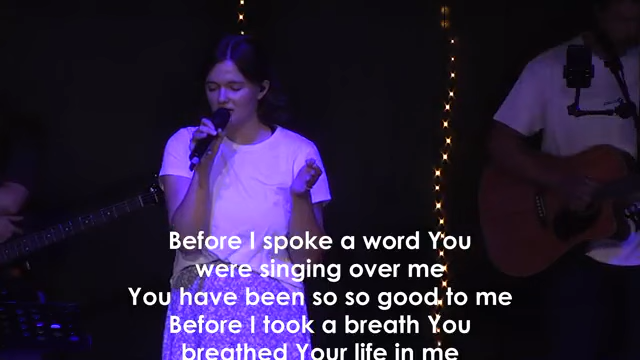 Before I spoke a word You
were singing over me
You have been so so good to me
Before I took a breath You
breathed Your life in me